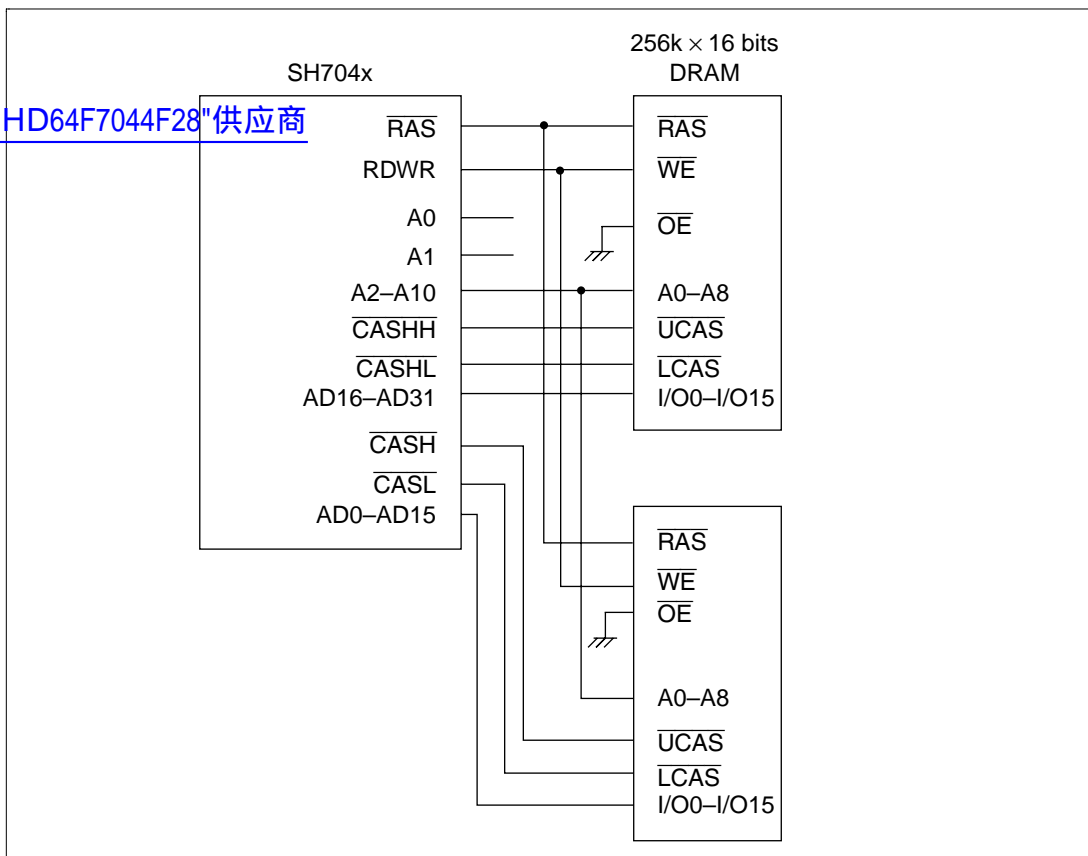 256k × 16 bits
DRAM
SH704x
HD64F7044F28"供应商
RAS
RDWR
A0
A1
A2–A10
CASHH
CASHL
AD16–AD31
CASH
CASL
AD0–AD15
RAS
WE
OE
A0–A8
UCAS
LCAS
I/O0–I/O15
RAS
WE
OE
A0–A8
UCAS
LCAS
I/O0–I/O15